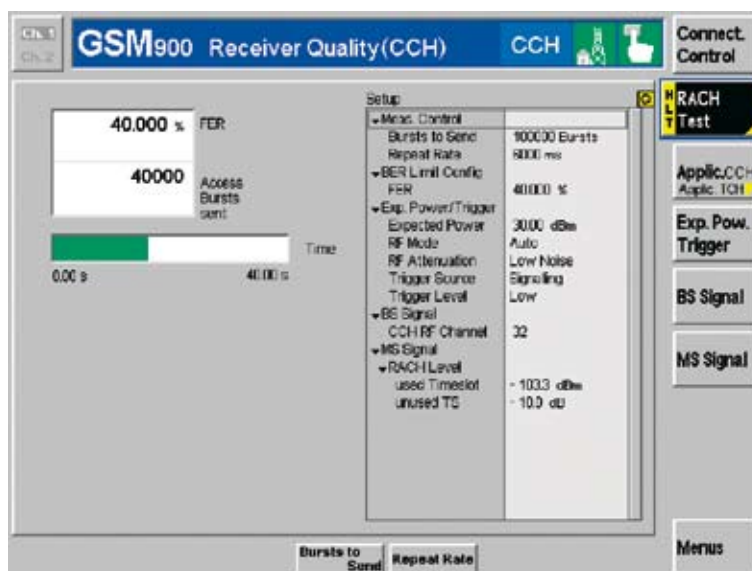 GSM900 Receiver Quality(CCH) CCH
Connect. Control
Ch. 2
Setup
40.000 % FER
40000 Access Bursts sent
Time
0.00 s 40.00 s
Meas. Control
Bursts to Send 100000 Bursts
Repeat Rate 6000 ms
BER Limit Config
FER 40.000 %
Exp. Power/Trigger
Expected Power 30.00 dBm
RF Mode Auto
RF Attenuation Low Noise
Trigger Source Signalling
Trigger Level Low
BS Signal
CCH RF Channel 32
MS Signal
RACH Level
used Timeslot - 103.3 dBm
unused TS - 10.0 dB
HLT
RACH Test
Applic.CCH
Applic. TCH
Exp. Pow. Trigger
BS Signal
MS Signal
Menus
Bursts to Send
Repeat Rate